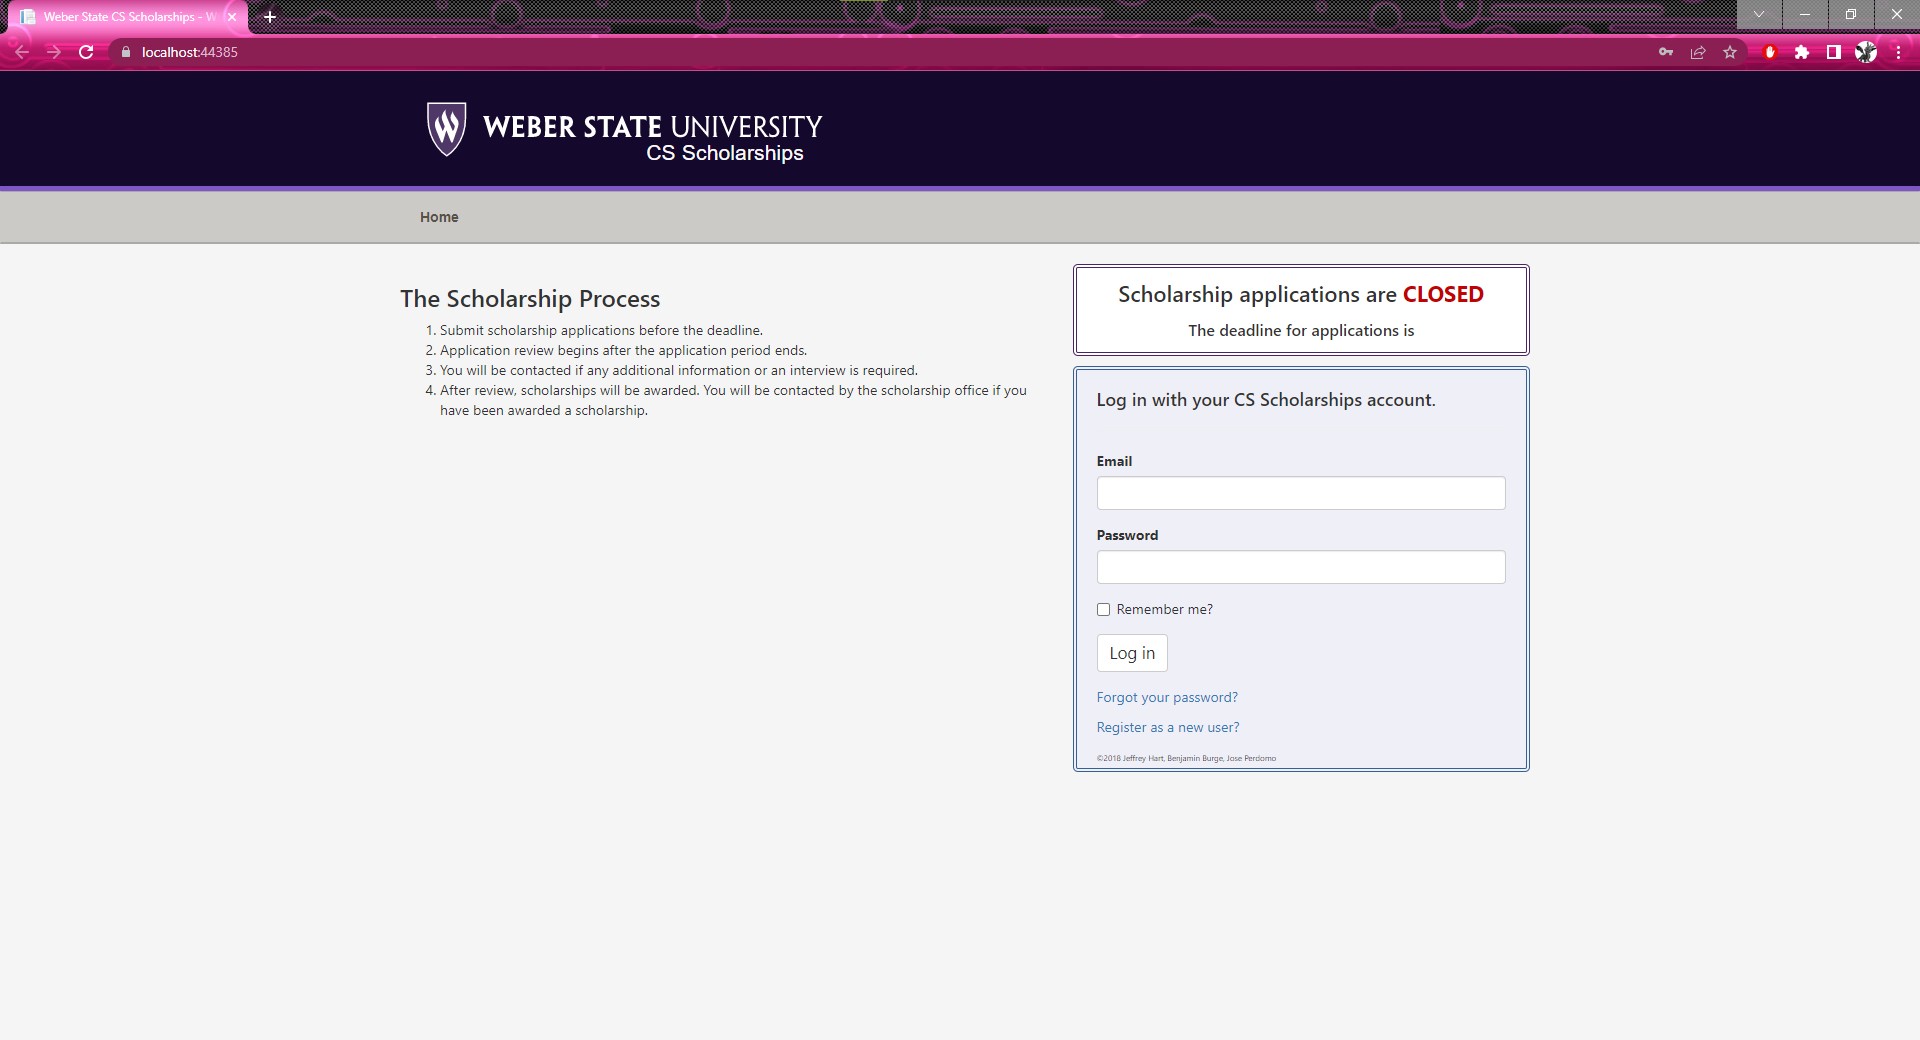 Weber State CS Scholarships - W
localhost:44385
WEBER STATE UNIVERSITY
CS Scholarships
Home
The Scholarship Process
1. Submit scholarship applications before the deadline.
2. Application review begins after the application period ends.
3. You will be contacted if any additional information or an interview is required.
4. After review, scholarships will be awarded. You will be contacted by the scholarship office if you
have been awarded a scholarship.
Scholarship applications are CLOSED
The deadline for applications is
Log in with your CS Scholarships account.
Email
Password
Remember me?
Log in
Forgot your password?
Register as a new user?
©2018 Jeffrey Hart, Benjamin Burge, Jose Perdomo